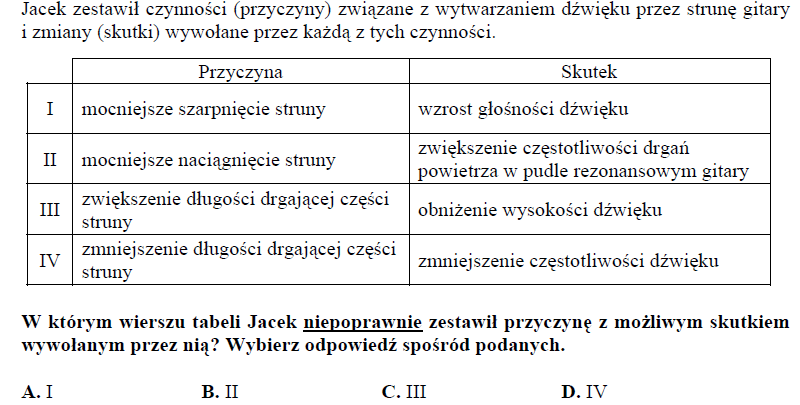 Jacek zestawił czynności (przyczyny) związane z wytwarzaniem dźwięku przez strunę gitary
i zmiany (skutki) wywołane przez każdą z tych czynności.
Przyczyna Skutek
I mocniejsze szarpnięcie struny wzrost głośności dźwięku
II mocniejsze naciągnięcie struny zwiększenie częstotliwości drgań
powietrza w pudle rezonansowym gitary
III zwiększenie długości drgającej części
struny obniżenie wysokości dźwięku
IV zmniejszenie długości drgającej części
struny zmniejszenie częstotliwości dźwięku
W którym wierszu tabeli Jacek niepoprawnie zestawił przyczynę z możliwym skutkiem
wywołanym przez nią? Wybierz odpowiedź spośród podanych.
A. I B. II C. III D. IV